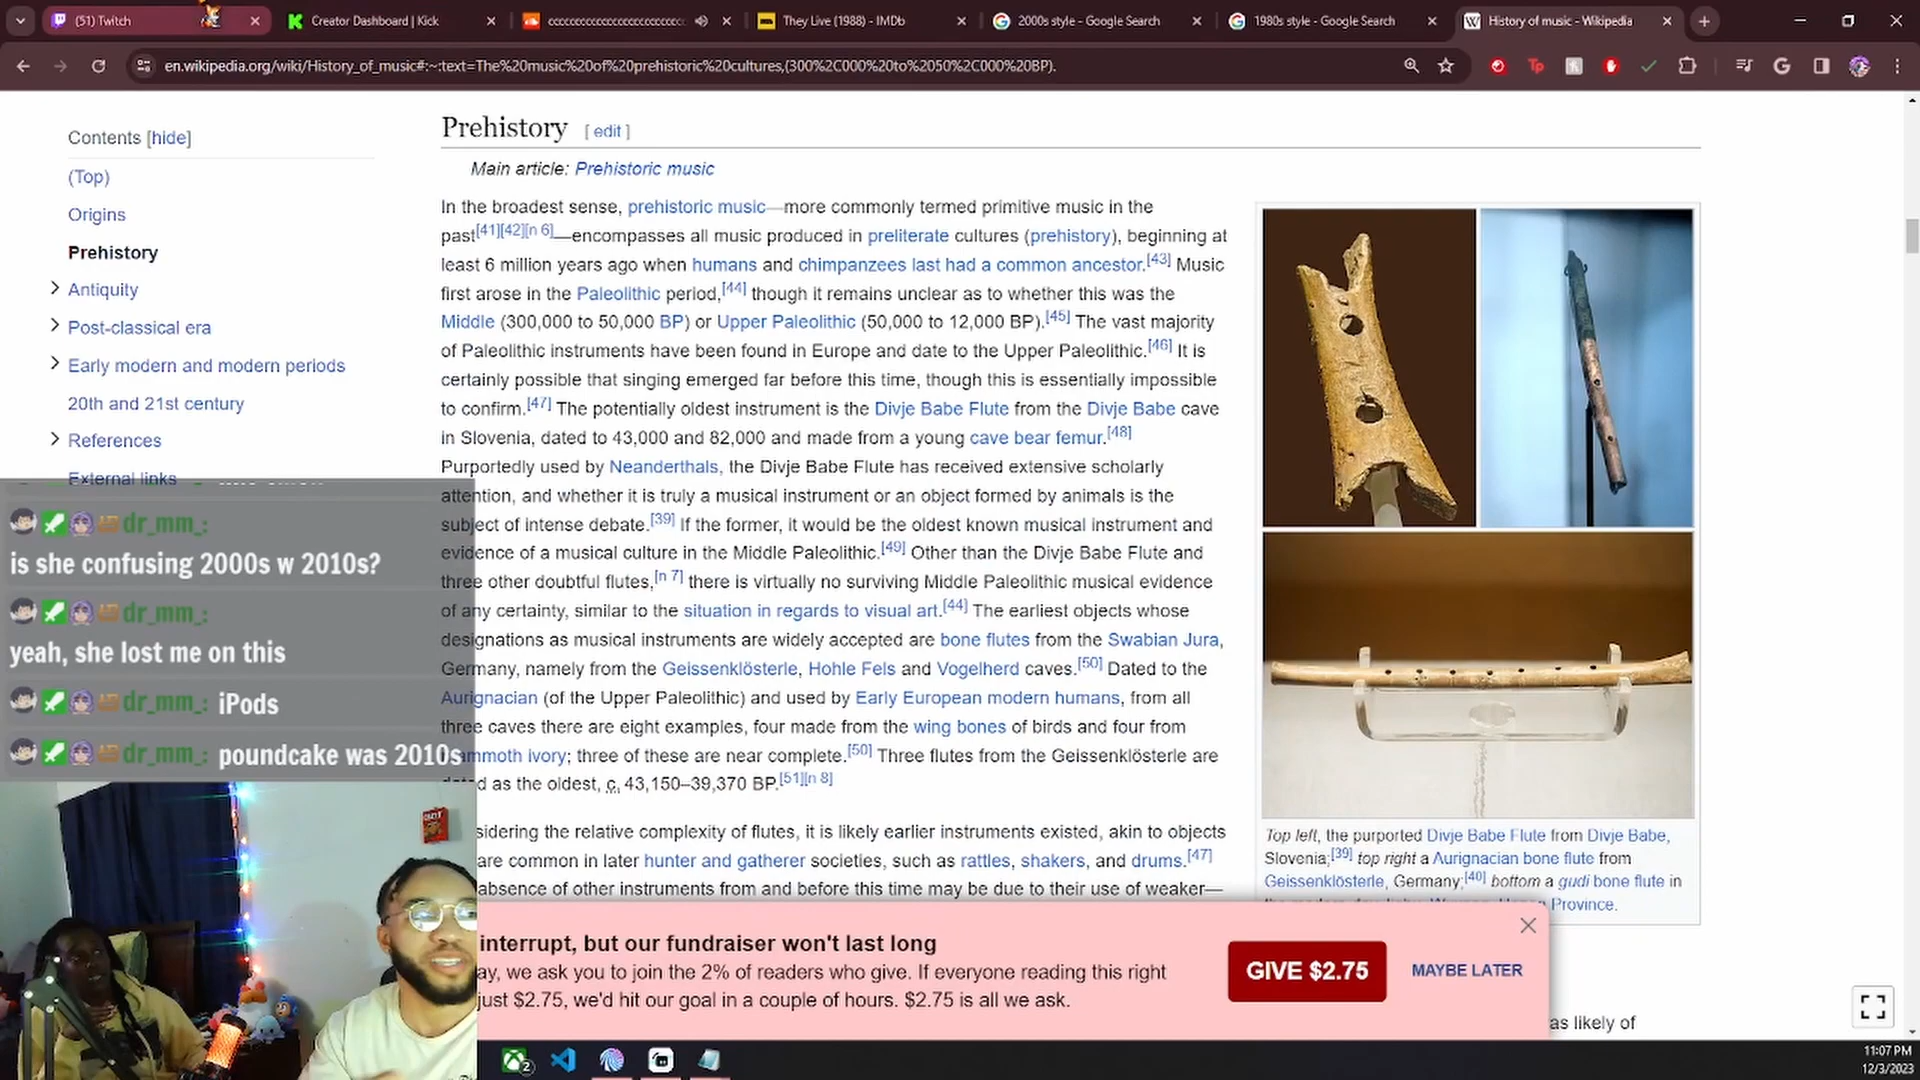 (51) Twitch
Creator Dashboard | Kick
They Live (1988) - IMDb
2000s style - Google Search
1980s style - Google Search
History of music - Wikipedia
en.wikipedia.org/wiki/History_of_music#:~:text=The%20music%20of%20prehistoric%20cultures,(300%2C000%20to%2050%2C000%20BP).
Contents [hide]
(Top)
Origins
Prehistory
Antiquity
Post-classical era
Early modern and modern periods
20th and 21st century
References
External links
Prehistory [ edit ]
Main article: Prehistoric music
In the broadest sense, prehistoric music—more commonly termed primitive music in the
past[41][42][n 6]—encompasses all music produced in preliterate cultures (prehistory), beginning at
least 6 million years ago when humans and chimpanzees last had a common ancestor.[43] Music
first arose in the Paleolithic period,[44] though it remains unclear as to whether this was the
Middle (300,000 to 50,000 BP) or Upper Paleolithic (50,000 to 12,000 BP).[45] The vast majority
of Paleolithic instruments have been found in Europe and date to the Upper Paleolithic.[46] It is
certainly possible that singing emerged far before this time, though this is essentially impossible
to confirm.[47] The potentially oldest instrument is the Divje Babe Flute from the Divje Babe cave
in Slovenia, dated to 43,000 and 82,000 and made from a young cave bear femur.[48]
Purportedly used by Neanderthals, the Divje Babe Flute has received extensive scholarly
attention, and whether it is truly a musical instrument or an object formed by animals is the
subject of intense debate.[39] If the former, it would be the oldest known musical instrument and
evidence of a musical culture in the Middle Paleolithic.[49] Other than the Divje Babe Flute and
three other doubtful flutes,[n 7] there is virtually no surviving Middle Paleolithic musical evidence
of any certainty, similar to the situation in regards to visual art.[44] The earliest objects whose
designations as musical instruments are widely accepted are bone flutes from the Swabian Jura,
Germany, namely from the Geissenklösterle, Hohle Fels and Vogelherd caves.[50] Dated to the
Aurignacian (of the Upper Paleolithic) and used by Early European modern humans, from all
three caves there are eight examples, four made from the wing bones of birds and four from
mmoth ivory; three of these are near complete.[50] Three flutes from the Geissenklösterle are
d as the oldest, c. 43,150–39,370 BP.[51][n 8]
sidering the relative complexity of flutes, it is likely earlier instruments existed, akin to objects
are common in later hunter and gatherer societies, such as rattles, shakers, and drums.[47]
absence of other instruments from and before this time may be due to their use of weaker—
as likely of
Top left, the purported Divje Babe Flute from Divje Babe,
Slovenia;[39] top right a Aurignacian bone flute from
Geissenklösterle, Germany;[40] bottom a gudi bone flute in
Province.
dr_mm_:
is she confusing 2000s w 2010s?
dr_mm_:
yeah, she lost me on this
dr_mm_: iPods
dr_mm_: poundcake was 2010s
interrupt, but our fundraiser won't last long
ay, we ask you to join the 2% of readers who give. If everyone reading this right
just $2.75, we'd hit our goal in a couple of hours. $2.75 is all we ask.
GIVE $2.75
MAYBE LATER
11:07 PM
12/3/2023